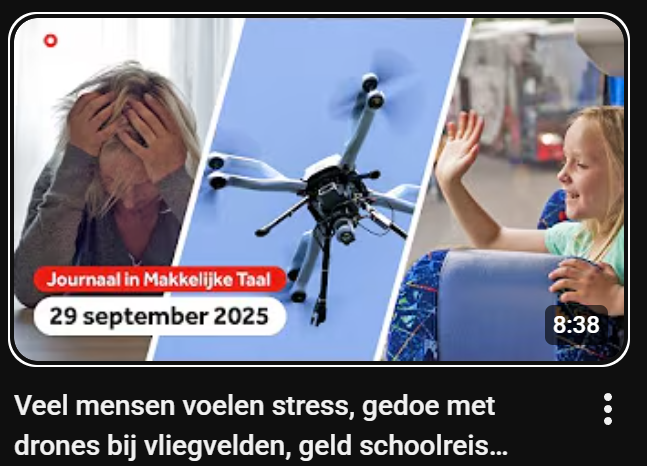 Journaal in Makkelijke Taal
29 september 2025
8:38
Veel mensen voelen stress, gedoe met
drones bij vliegvelden, geld schoolreis...